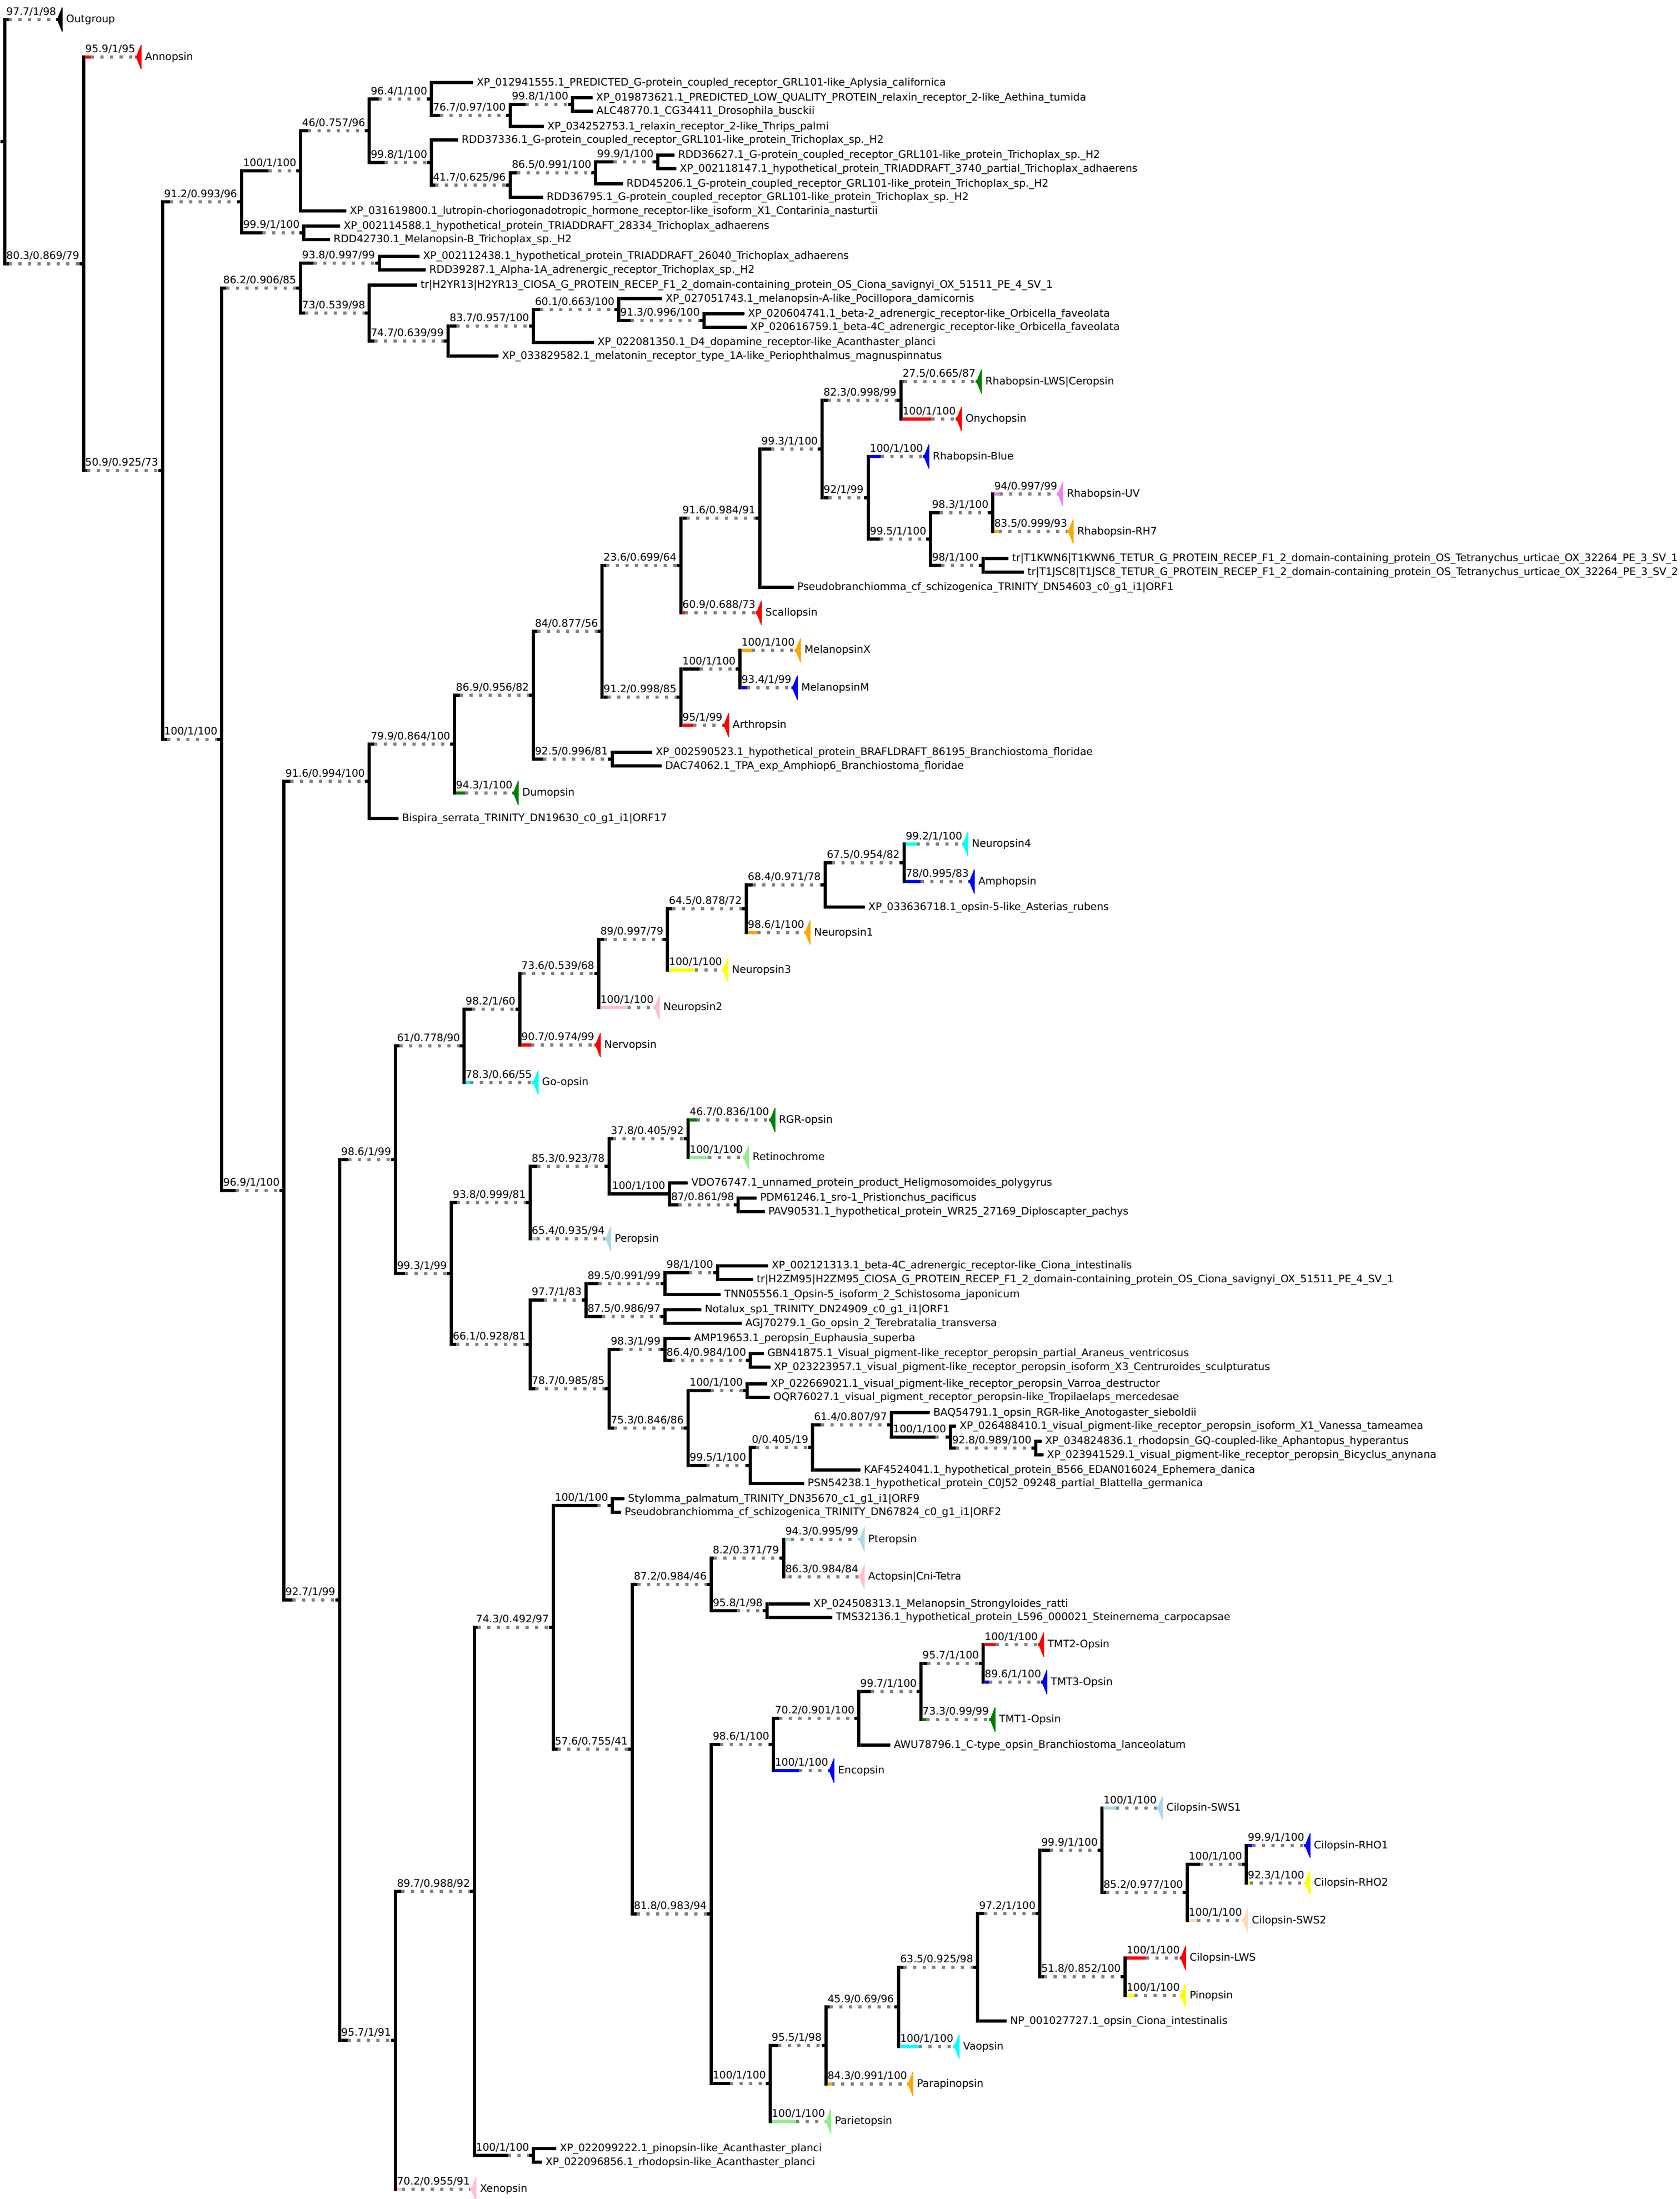 97.7/1/98 Outgroup
95.9/1/95 Annopsin
XP_012941555.1_PREDICTED_G-protein_coupled_receptor_GRL101-like_Aplysia_californica
96.4/1/100
99.8/1/100 XP_019873621.1_PREDICTED_LOW_QUALITY_PROTEIN_relaxin_receptor_2-like_Aethina_tumida
76.7/0.97/100 ALC48770.1_CG34411_Drosophila_busckii
XP_034252753.1_relaxin_receptor_2-like_Thrips_palmi
46/0.757/96
RDD37336.1_G-protein_coupled_receptor_GRL101-like_protein_Trichoplax_sp._H2
99.8/1/100
99.9/1/100 RDD36627.1_G-protein_coupled_receptor_GRL101-like_protein_Trichoplax_sp._H2
86.5/0.991/100 XP_002118147.1_hypothetical_protein_TRIADDRAFT_3740_partial_Trichoplax_adhaerens
100/1/100
41.7/0.625/96 RDD45206.1_G-protein_coupled_receptor_GRL101-like_protein_Trichoplax_sp._H2
RDD36795.1_G-protein_coupled_receptor_GRL101-like_protein_Trichoplax_sp._H2
91.2/0.993/96
XP_031619800.1_lutropin-choriogonadotropic_hormone_receptor-like_isoform_X1_Contarinia_nasturtii
99.9/1/100 XP_002114588.1_hypothetical_protein_TRIADDRAFT_28334_Trichoplax_adhaerens
RDD42730.1_Melanopsin-B_Trichoplax_sp._H2
80.3/0.869/79
93.8/0.997/99 XP_002112438.1_hypothetical_protein_TRIADDRAFT_26040_Trichoplax_adhaerens
RDD39287.1_Alpha-1A_adrenergic_receptor_Trichoplax_sp._H2
86.2/0.906/85
tr|H2YR13|H2YR13_CIOSA_G_PROTEIN_RECEP_F1_2_domain-containing_protein_OS_Ciona_savignyi_OX_51511_PE_4_SV_1
73/0.539/98
60.1/0.663/100 XP_027051743.1_melanopsin-A-like_Pocillopora_damicornis
91.3/0.996/100 XP_020604741.1_beta-2_adrenergic_receptor-like_Orbicella_faveolata
83.7/0.957/100 XP_020616759.1_beta-4C_adrenergic_receptor-like_Orbicella_faveolata
74.7/0.639/99
XP_022081350.1_D4_dopamine_receptor-like_Acanthaster_planci
XP_033829582.1_melatonin_receptor_type_1A-like_Periophthalmus_magnuspinnatus
27.5/0.665/87 Rhabopsin-LWS|Ceropsin
82.3/0.998/99
100/1/100 Onychopsin
99.3/1/100
100/1/100 Rhabopsin-Blue
50.9/0.925/73
92/1/99
94/0.997/99 Rhabopsin-UV
98.3/1/100
91.6/0.984/91
83.5/0.999/93 Rhabopsin-RH7
99.5/1/100
98/1/100 tr|T1KWN6|T1KWN6_TETUR_G_PROTEIN_RECEP_F1_2_domain-containing_protein_OS_Tetranychus_urticae_OX_32264_PE_3_SV_1
tr|T1JSC8|T1JSC8_TETUR_G_PROTEIN_RECEP_F1_2_domain-containing_protein_OS_Tetranychus_urticae_OX_32264_PE_3_SV_2
23.6/0.699/64
Pseudobranchiomma_cf_schizogenica_TRINITY_DN54603_c0_g1_i1|ORF1
60.9/0.688/73 Scallopsin
84/0.877/56
100/1/100 MelanopsinX
100/1/100
93.4/1/99 MelanopsinM
86.9/0.956/82
91.2/0.998/85
95/1/99 Arthropsin
100/1/100
79.9/0.864/100
92.5/0.996/81 XP_002590523.1_hypothetical_protein_BRAFLDRAFT_86195_Branchiostoma_floridae
DAC74062.1_TPA_exp_Amphiop6_Branchiostoma_floridae
91.6/0.994/100
94.3/1/100 Dumopsin
Bispira_serrata_TRINITY_DN19630_c0_g1_i1|ORF17
99.2/1/100 Neuropsin4
67.5/0.954/82
78/0.995/83 Amphopsin
68.4/0.971/78
XP_033636718.1_opsin-5-like_Asterias_rubens
64.5/0.878/72
98.6/1/100 Neuropsin1
89/0.997/79
100/1/100 Neuropsin3
73.6/0.539/68
98.2/1/60
100/1/100 Neuropsin2
61/0.778/90
90.7/0.974/99 Nervopsin
78.3/0.66/55 Go-opsin
46.7/0.836/100 RGR-opsin
37.8/0.405/92
98.6/1/99
100/1/100 Retinochrome
85.3/0.923/78
96.9/1/100
100/1/100 VDO76747.1_unnamed_protein_product_Heligmosomoides_polygyrus
93.8/0.999/81
87/0.861/98 PDM61246.1_sro-1_Pristionchus_pacificus
PAV90531.1_hypothetical_protein_WR25_27169_Diploscapter_pachys
65.4/0.935/94 Peropsin
99.3/1/99
98/1/100 XP_002121313.1_beta-4C_adrenergic_receptor-like_Ciona_intestinalis
89.5/0.991/99 tr|H2ZM95|H2ZM95_CIOSA_G_PROTEIN_RECEP_F1_2_domain-containing_protein_OS_Ciona_savignyi_OX_51511_PE_4_SV_1
97.7/1/83 TNN05556.1_Opsin-5_isoform_2_Schistosoma_japonicum
87.5/0.986/97 Notalux_sp1_TRINITY_DN24909_c0_g1_i1|ORF1
AGJ70279.1_Go_opsin_2_Terebratalia_transversa
66.1/0.928/81
98.3/1/99 AMP19653.1_peropsin_Euphausia_superba
86.4/0.984/100 GBN41875.1_Visual_pigment-like_receptor_peropsin_partial_Araneus_ventricosus
XP_023223957.1_visual_pigment-like_receptor_peropsin_isoform_X3_Centruroides_sculpturatus
78.7/0.985/85
100/1/100 XP_022669021.1_visual_pigment-like_receptor_peropsin_Varroa_destructor
OQR76027.1_visual_pigment_receptor_peropsin-like_Tropilaelaps_mercedesae
75.3/0.846/86
61.4/0.807/97 BAQ54791.1_opsin_RGR-like_Anotogaster_sieboldii
100/1/100 XP_026488410.1_visual_pigment-like_receptor_peropsin_isoform_X1_Vanessa_tameamea
0/0.405/19
92.8/0.989/100 XP_034824836.1_rhodopsin_GQ-coupled-like_Aphantopus_hyperantus
XP_023941529.1_visual_pigment-like_receptor_peropsin_Bicyclus_anynana
99.5/1/100
KAF4524041.1_hypothetical_protein_B566_EDAN016024_Ephemera_danica
PSN54238.1_hypothetical_protein_C0J52_09248_partial_Blattella_germanica
100/1/100 Stylomma_palmatum_TRINITY_DN35670_c1_g1_i1|ORF9
Pseudobranchiomma_cf_schizogenica_TRINITY_DN67824_c0_g1_i1|ORF2
94.3/0.995/99 Pteropsin
8.2/0.371/79
86.3/0.984/84 Actopsin|Cni-Tetra
87.2/0.984/46
92.7/1/99
95.8/1/98 XP_024508313.1_Melanopsin_Strongyloides_ratti
TMS32136.1_hypothetical_protein_L596_000021_Steinernema_carpocapsae
74.3/0.492/97
100/1/100 TMT2-Opsin
95.7/1/100
89.6/1/100 TMT3-Opsin
99.7/1/100
70.2/0.901/100
73.3/0.99/99 TMT1-Opsin
98.6/1/100
57.6/0.755/41
AWU78796.1_C-type_opsin_Branchiostoma_lanceolatum
100/1/100 Encopsin
100/1/100 Cilopsin-SWS1
99.9/1/100
99.9/1/100 Cilopsin-RHO1
100/1/100
92.3/1/100 Cilopsin-RHO2
89.7/0.988/92
85.2/0.977/100
97.2/1/100
81.8/0.983/94
100/1/100 Cilopsin-SWS2
100/1/100 Cilopsin-LWS
63.5/0.925/98
51.8/0.852/100
100/1/100 Pinopsin
45.9/0.69/96
NP_001027727.1_opsin_Ciona_intestinalis
95.7/1/91
95.5/1/98
100/1/100 Vaopsin
100/1/100
84.3/0.991/100 Parapinopsin
100/1/100 Parietopsin
100/1/100 XP_022099222.1_pinopsin-like_Acanthaster_planci
XP_022096856.1_rhodopsin-like_Acanthaster_planci
70.2/0.955/91 Xenopsin